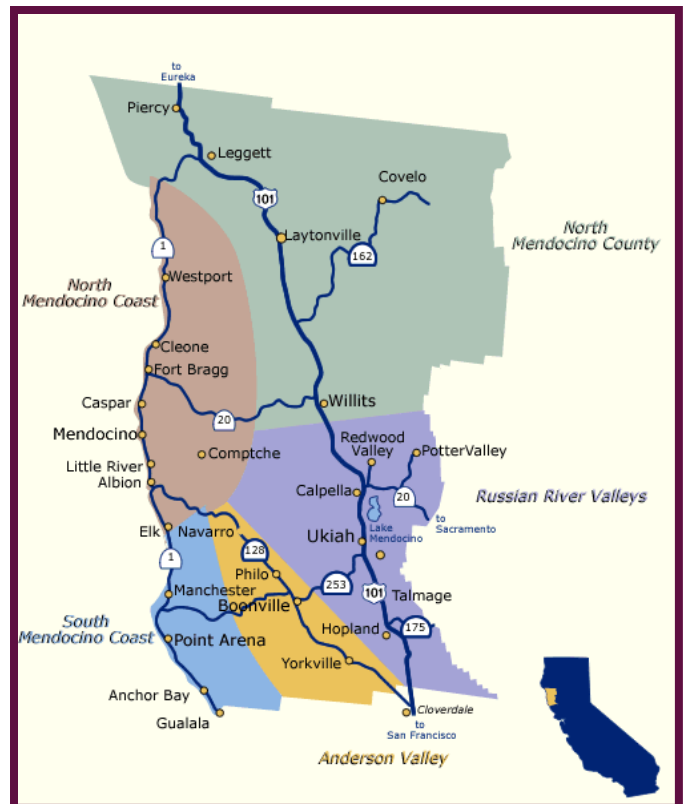 to
Eureka
Piercy
Leggett
101
Covelo
Laytonville
North
Mendocino County
1
162
Westport
North
Mendocino Coast
Cleone
Fort Bragg
Caspar
Willits
20
Mendocino
Redwood
Valley
PotterValley
Comptche
Little River
Albion
Calpella
20
Russian River Valleys
Lake
Mendocino
to
Sacramento
Elk
Navarro
Ukiah
128
1
Philo
253
Manchester
101
Talmage
Boonville
South
Mendocino Coast
Point Arena
Hopland
175
Yorkville
Anchor Bay
Gualala
Cloverdale
to
San Francisco
Anderson Valley